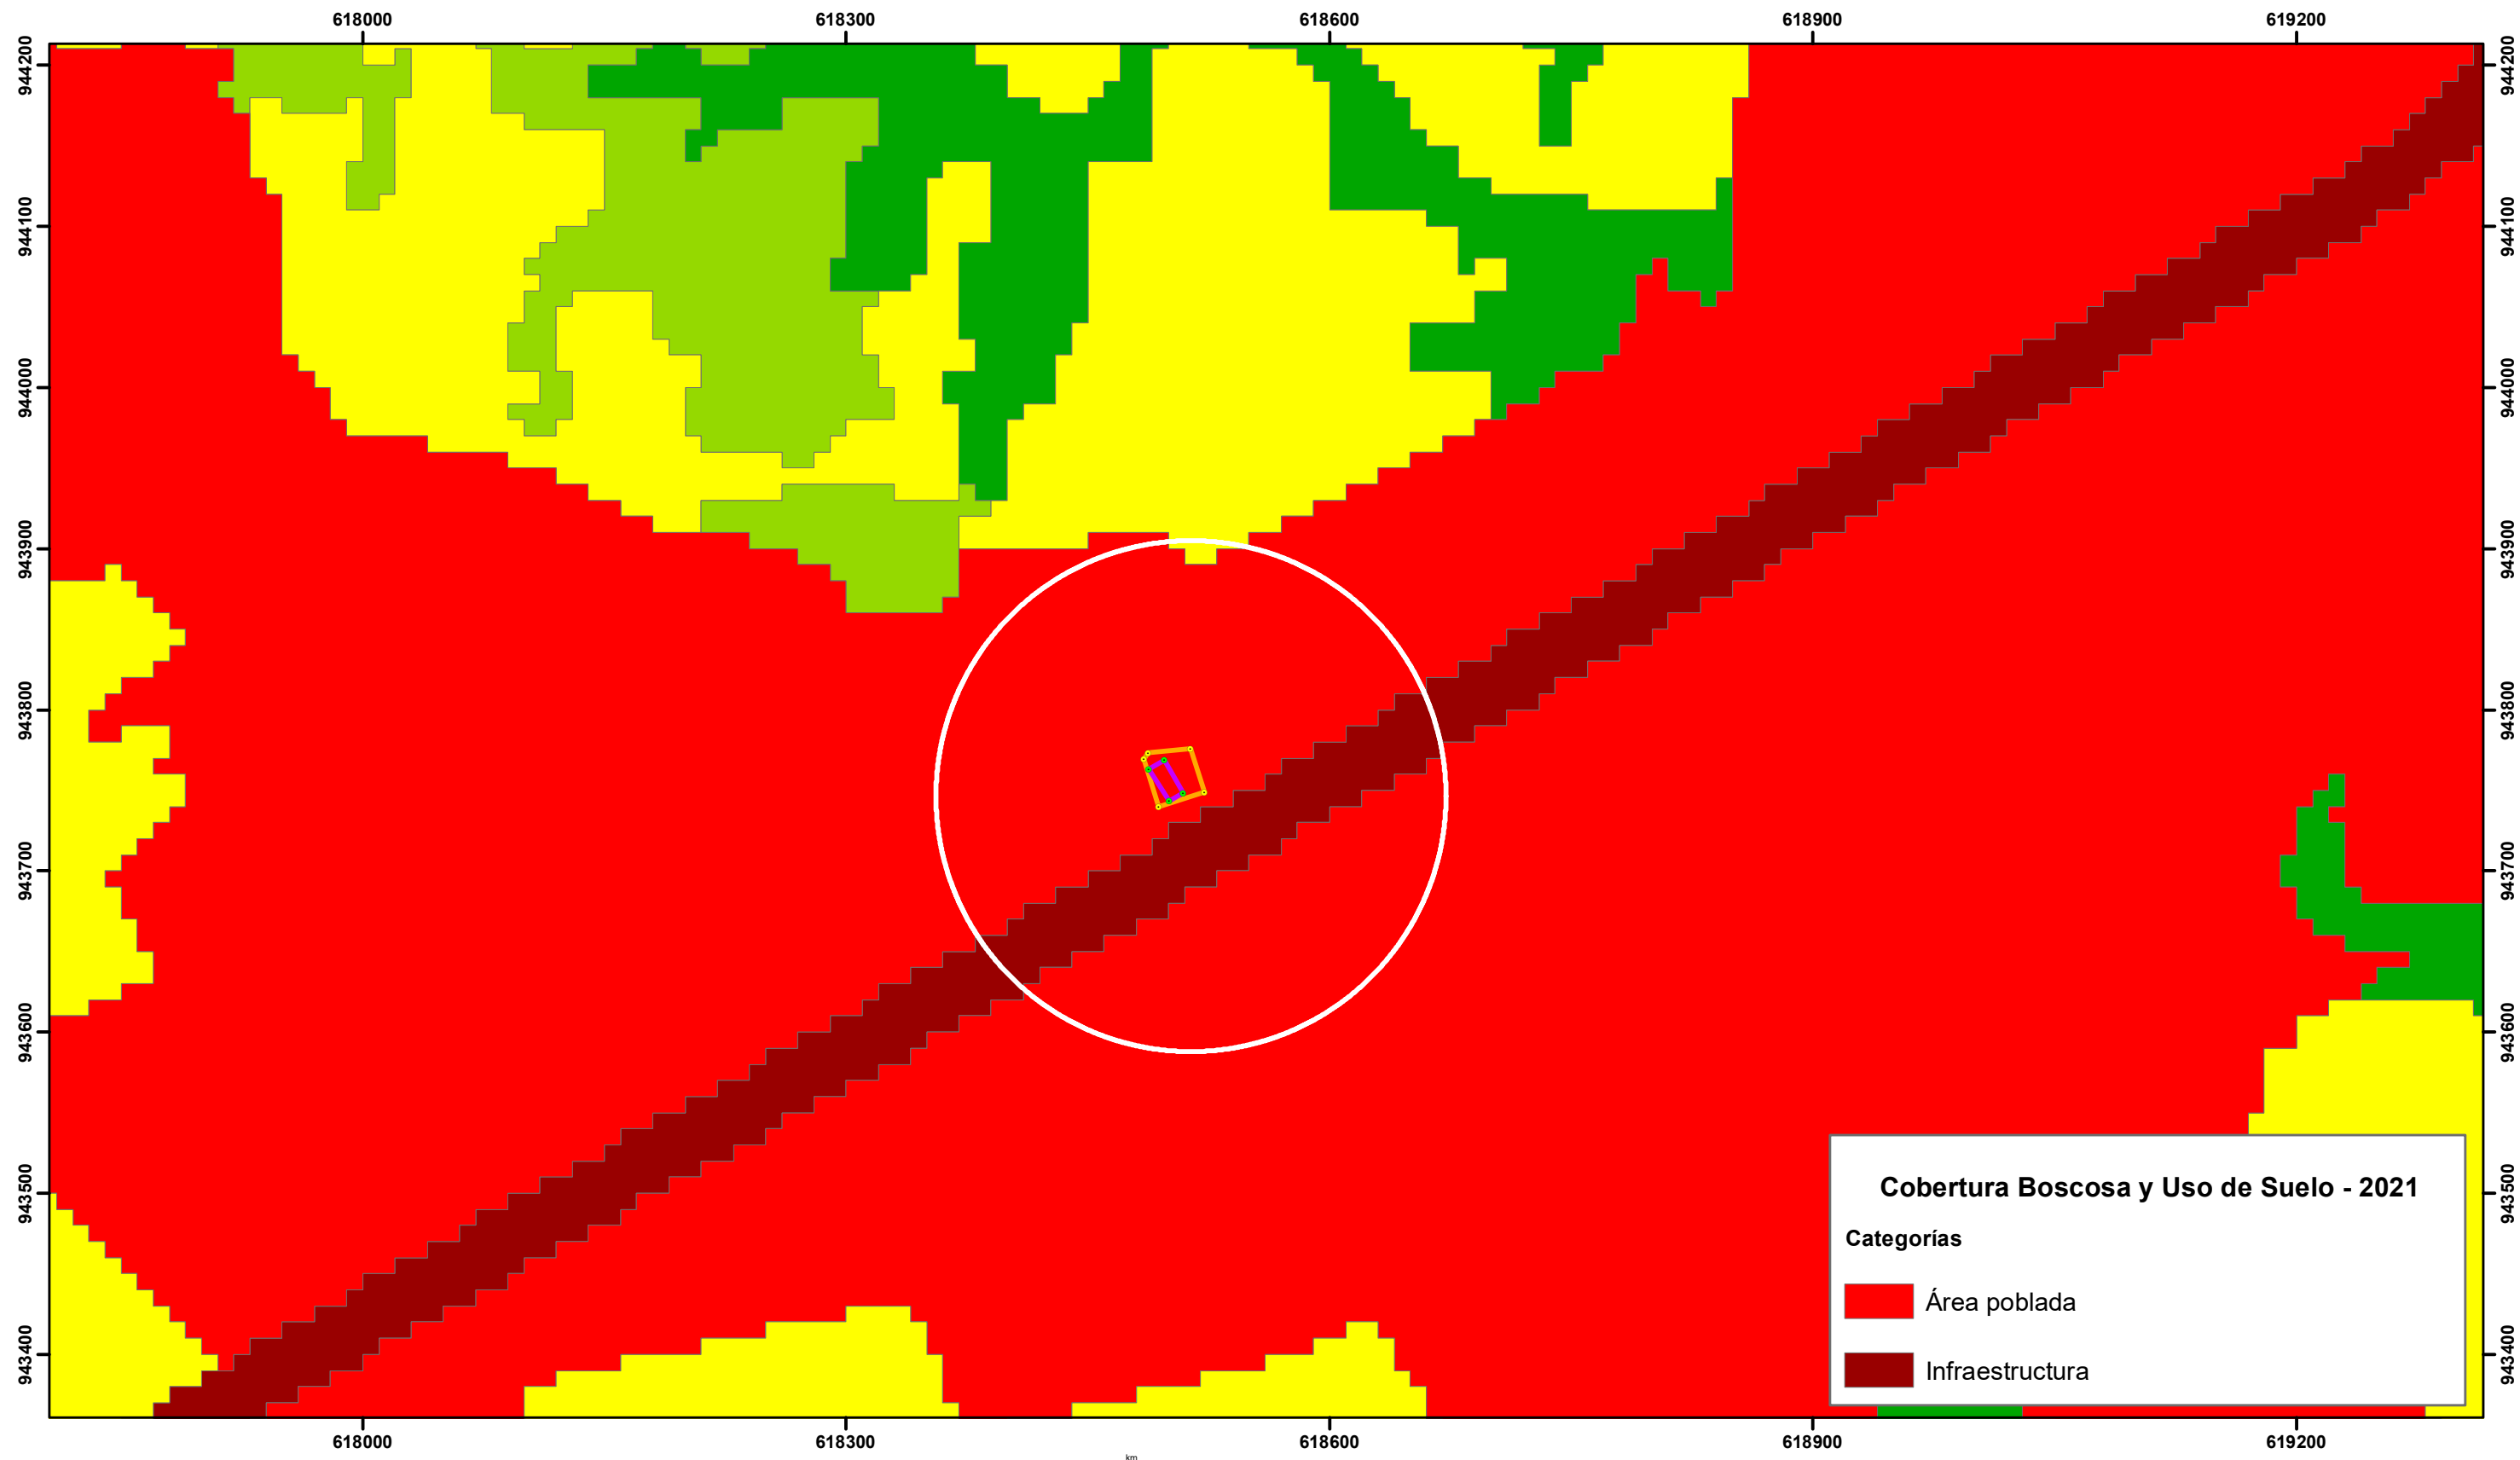 618000 618300 618600 618900 619200
944200 944200
944100 944100
944000 944000
943900 943900
943800 943800
943700 943700
943600 943600
943500 943500
943400 943400
Cobertura Boscosa y Uso de Suelo - 2021
Categorías
Área poblada
Infraestructura
618000 618300 618600 618900 619200
km